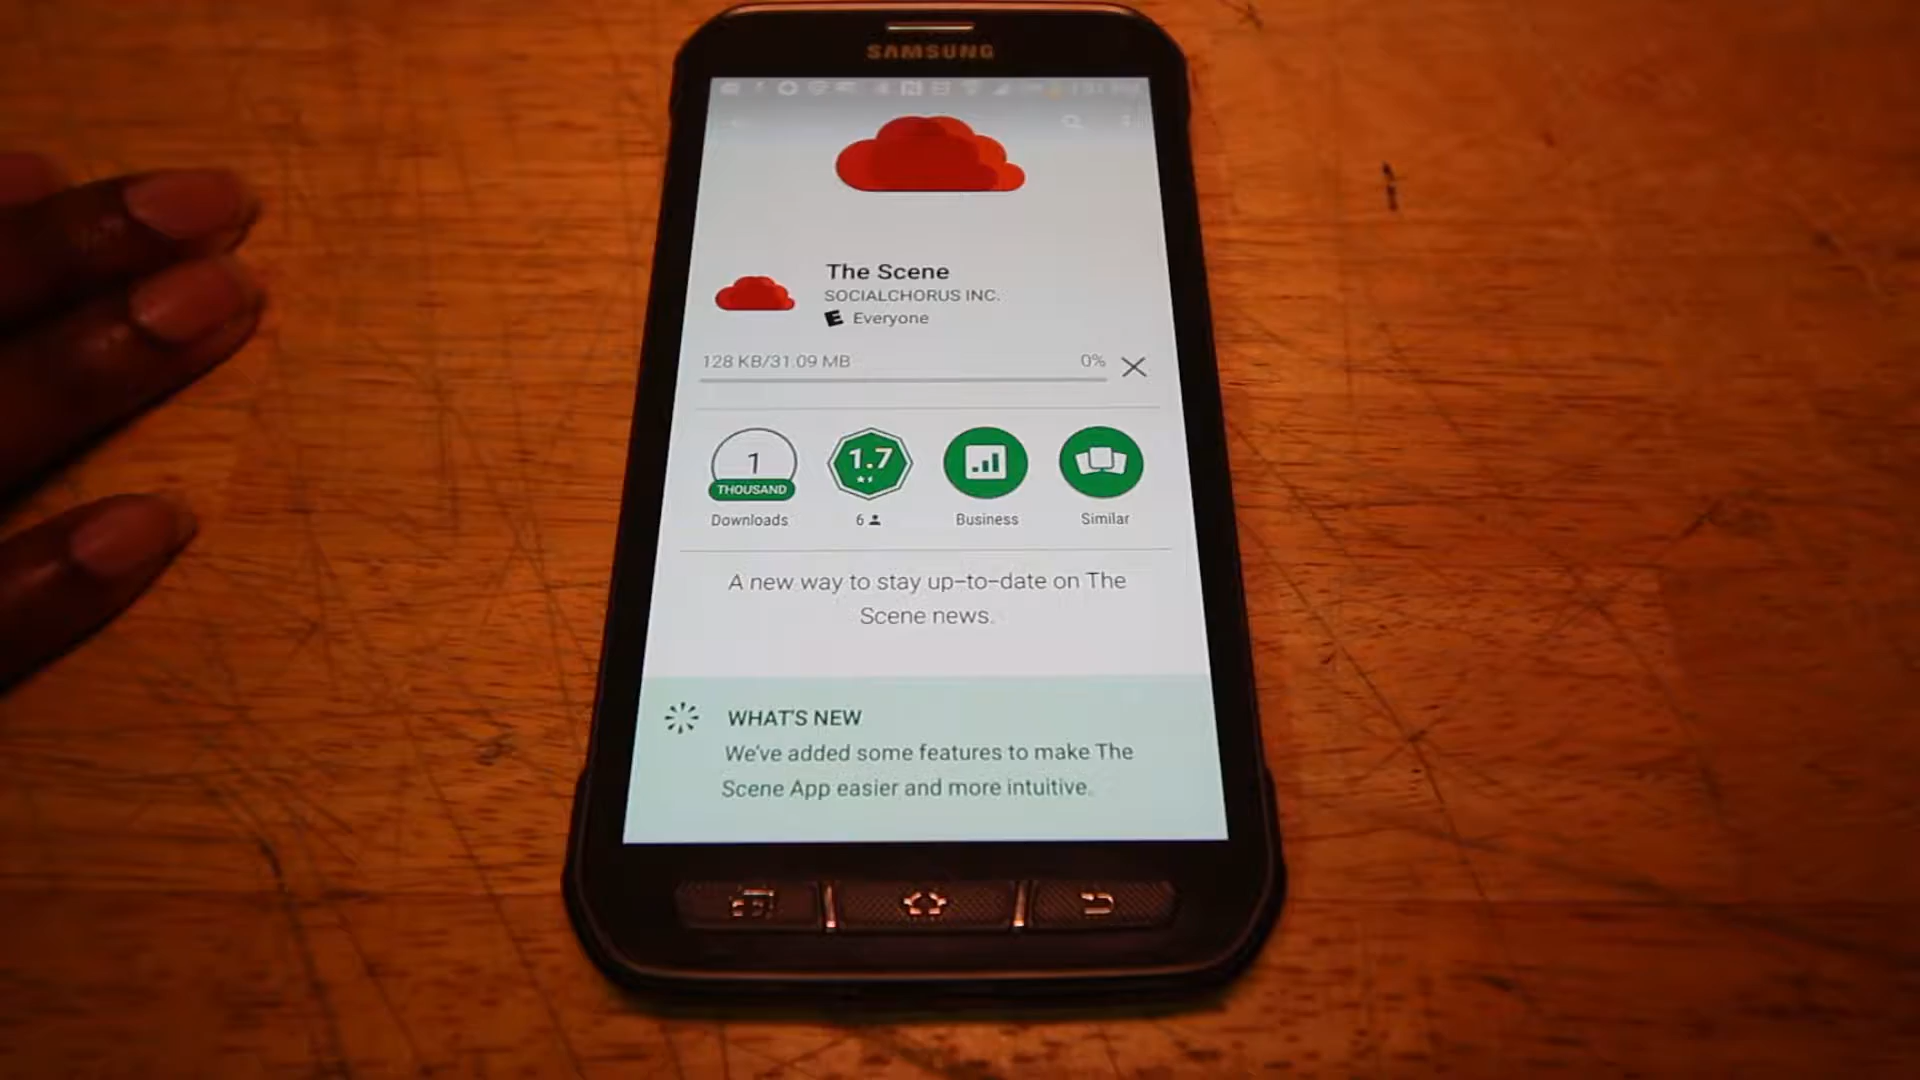 SAMSUNG
The Scene
SOCIALCHORUS INC.
E Everyone
128 KB/31.09 MB 0%
1
THOUSAND
Downloads
1.7
6
Business
Similar
A new way to stay up-to-date on The
Scene news.
WHAT'S NEW
We've added some features to make The
Scene App easier and more intuitive.